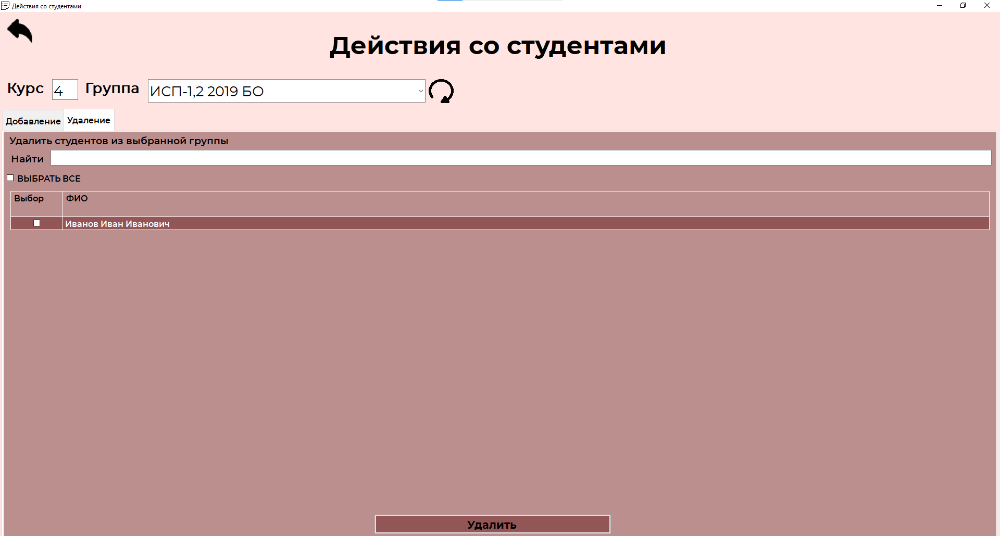 Действия со студентами
Действия со студентами
Курс 4 Группа ИСП-1,2 2019 БО
Добавление Удаление
Удалить студентов из выбранной группы
Найти
ВЫБРАТЬ ВСЕ
Выбор ФИО
Иванов Иван Иванович
Удалить